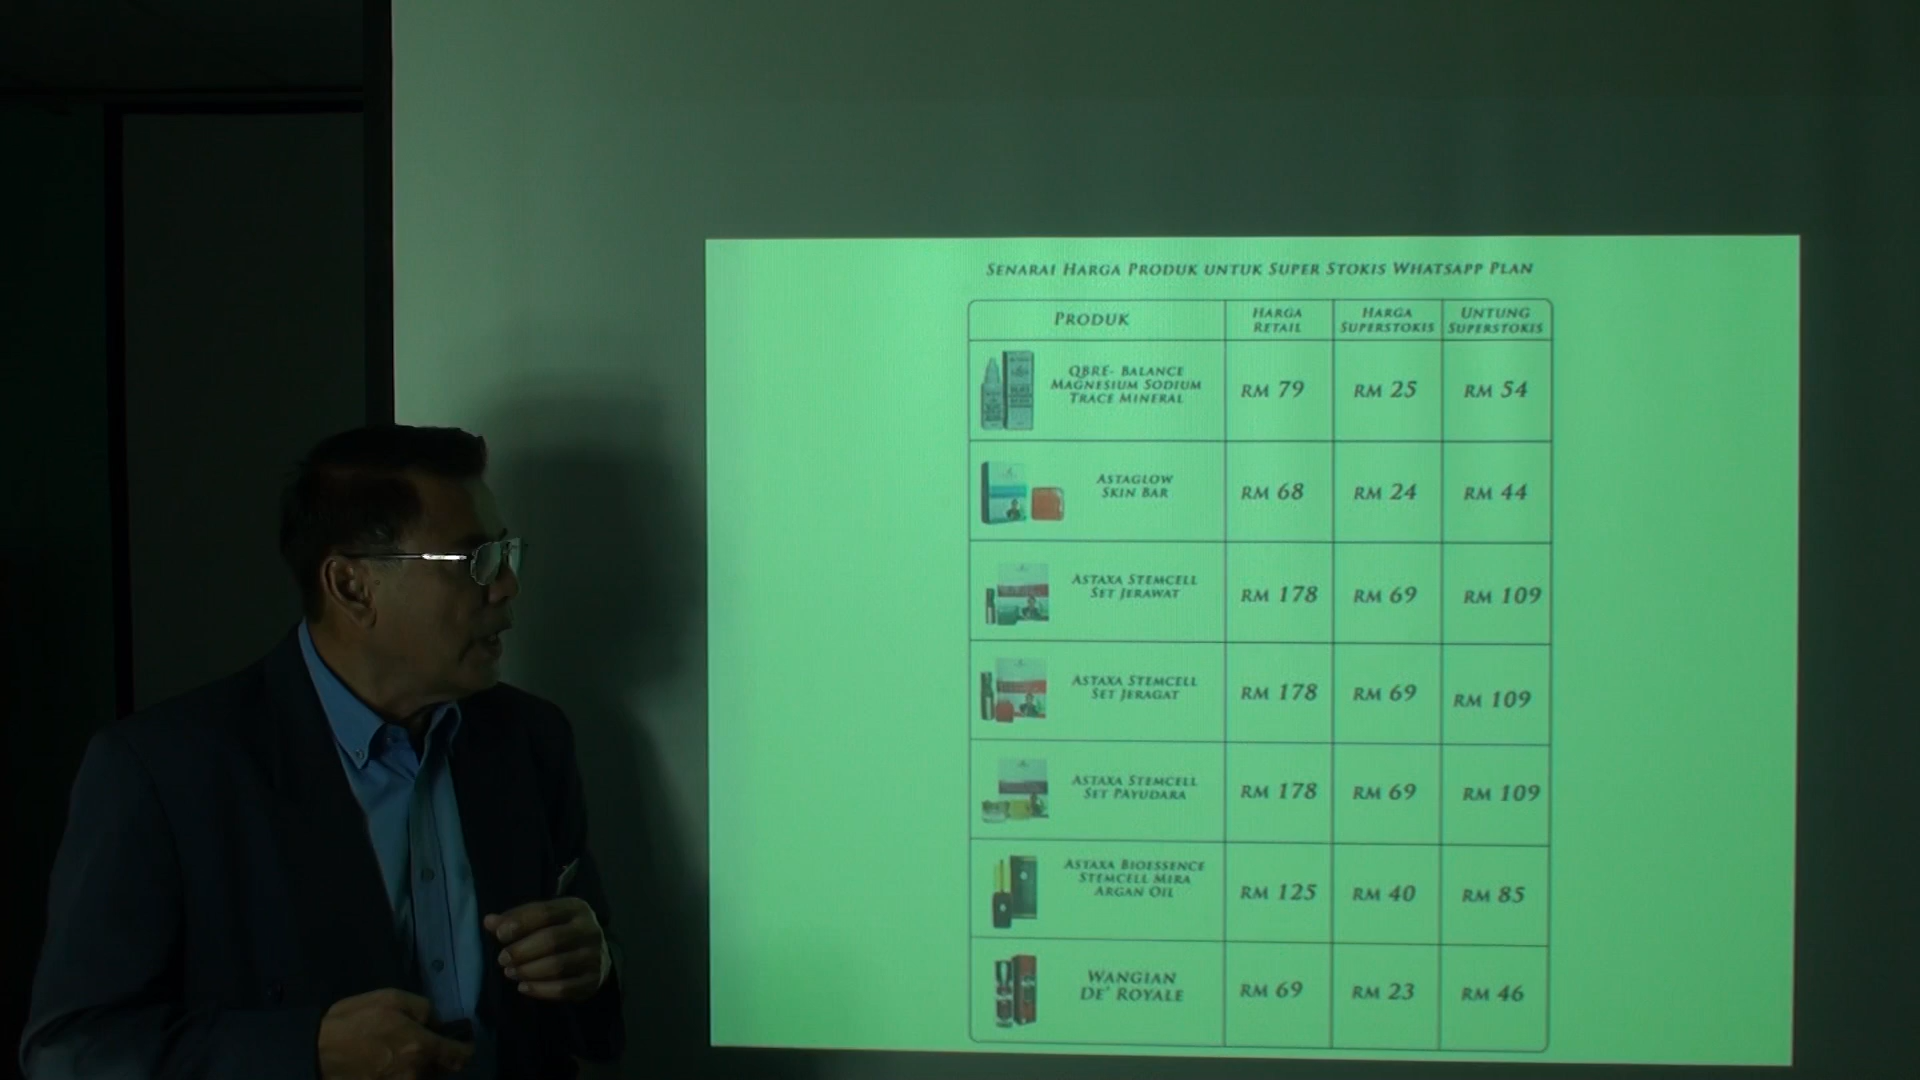 Senarai Harga Produk untuk Super Stokis Whatsapp Plan
Produk
Harga
Retail
Harga
Superstokis
Untung
Superstokis
Qbre- Balance
Magnesium Sodium
Trace Mineral
RM 79
RM 25
RM 54
Astaglow
Skin Bar
RM 68
RM 24
RM 44
Astaxa Stemcell
Set Jerawat
RM 178
RM 69
RM 109
Astaxa Stemcell
Set Jeragat
RM 178
RM 69
RM 109
Astaxa Stemcell
Set Payudara
RM 178
RM 69
RM 109
Astaxa Bioessence
Stemcell Mira
Argan Oil
RM 125
RM 40
RM 85
Wangian
De' Royale
RM 69
RM 23
RM 46